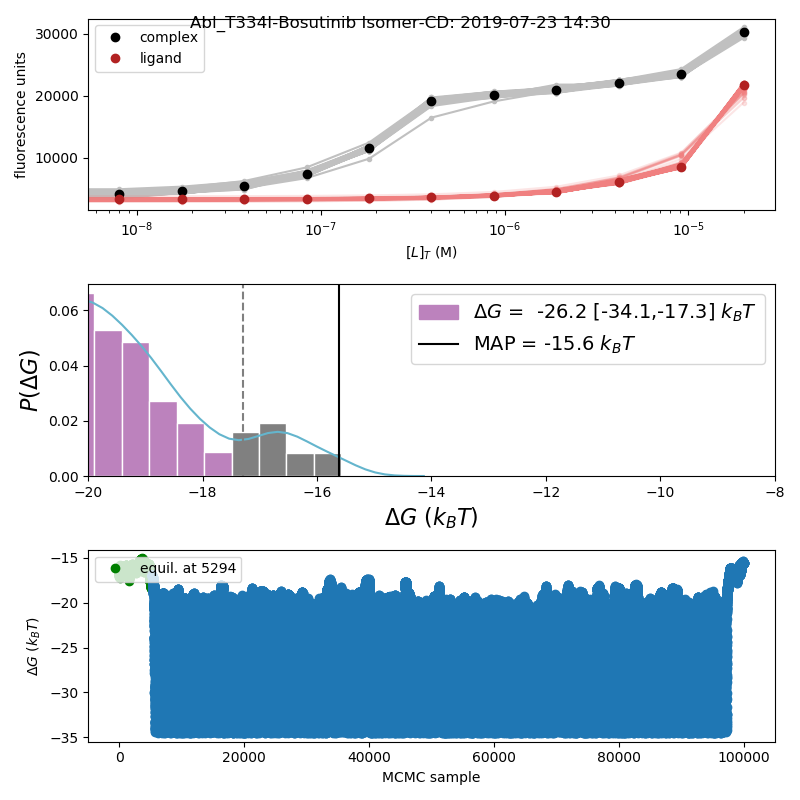 Abl_T334I-Bosutinib Isomer-CD: 2019-07-23 14:30
complex
ligand
fluorescence units
30000
20000
10000
10⁻⁸
10⁻⁷
10⁻⁶
10⁻⁵
[L]_T (M)
P(ΔG)
0.06
0.04
0.02
0.00
ΔG = -26.2 [-34.1,-17.3] k_BT
MAP = -15.6 k_BT
−20
−18
−16
−14
−12
−10
−8
ΔG (k_BT)
ΔG (k_BT)
−15
−20
−25
−30
−35
equil. at 5294
0
20000
40000
60000
80000
100000
MCMC sample